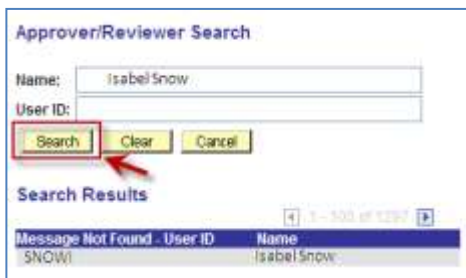 Approver/Reviewer Search
Name: Isabel Snow
User ID:
Search Clear Cancel
Search Results
1 - 100 of 1297
Message Not Found - User ID Name
SNOWI Isabel Snow